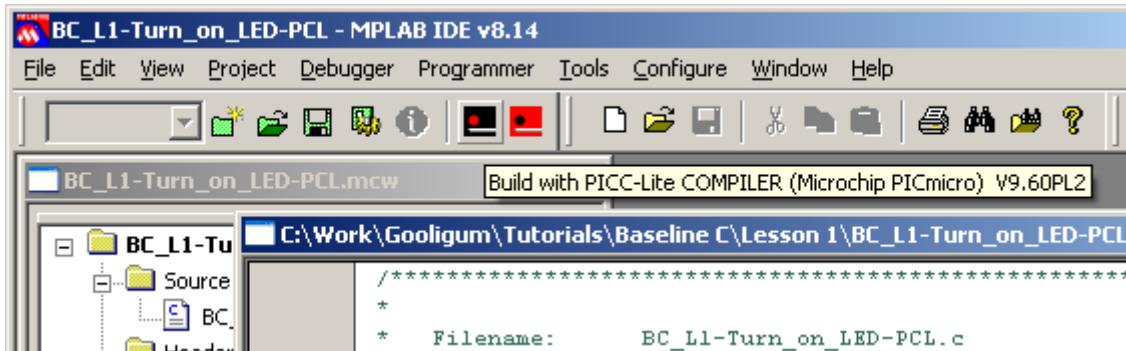 BC_L1-Turn_on_LED-PCL - MPLAB IDE v8.14
File Edit View Project Debugger Programmer Tools Configure Window Help
BC_L1-Turn_on_LED-PCL.mcw
Build with PICC-Lite COMPILER (Microchip PICmicro) V9.60PL2
C:\Work\Gooligum\Tutorials\Baseline C\Lesson 1\BC_L1-Turn_on_LED-PCL
BC_L1-Tu
Source
BC_
/*****************************************************
*
* Filename: BC_L1-Turn_on_LED-PCL.c